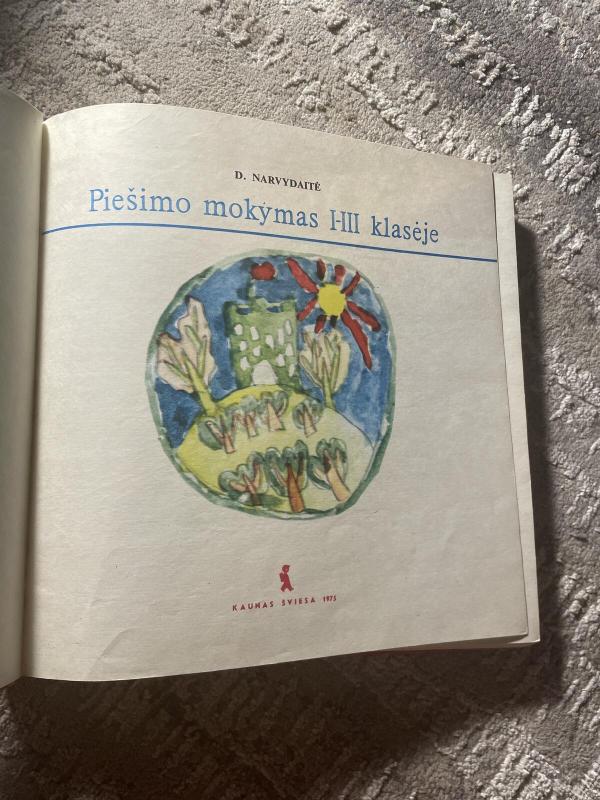 D. NARVYDAITĖ
Piešimo mokymas I-III klasėje
KAUNAS ŠVIESA 1975